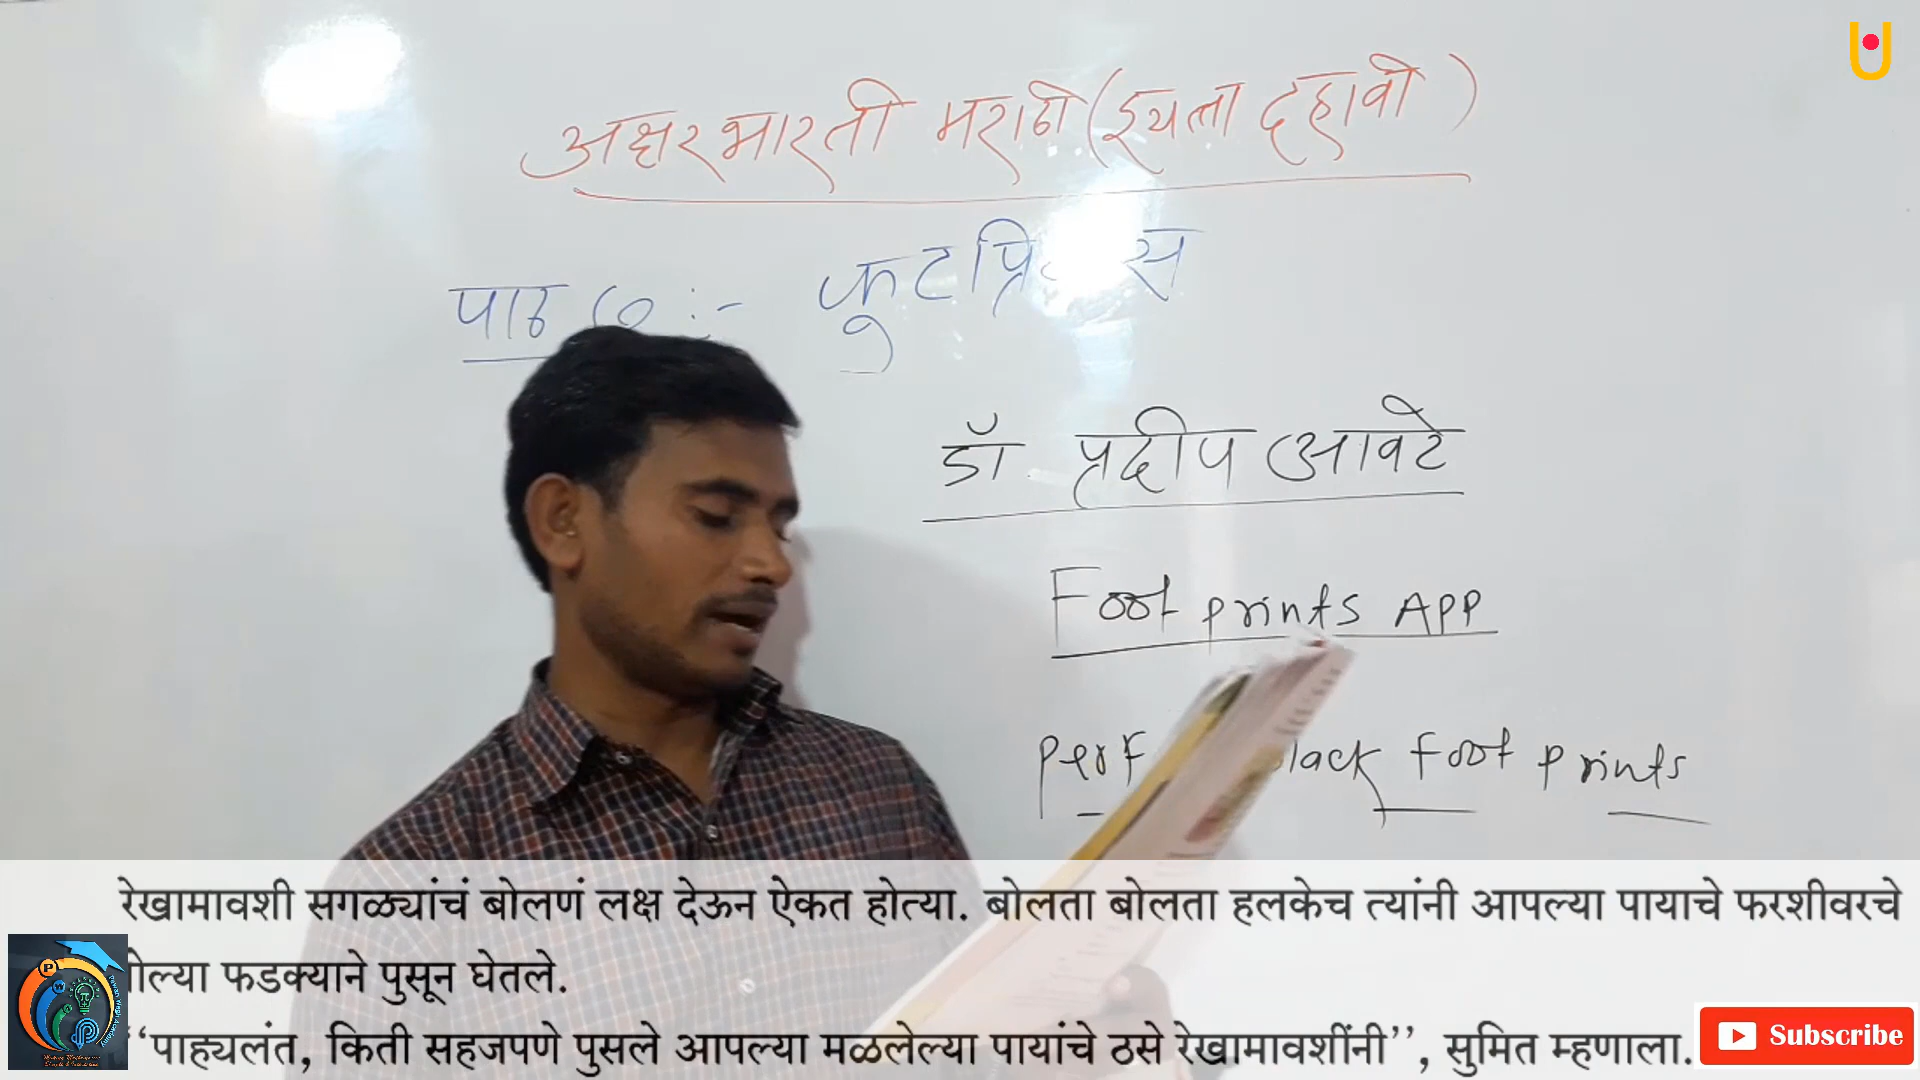 अक्षरभारती मराठी (इयत्ता दहावी)
पाठ
डॉ. प्रदीप आवटे
Foot prints APP
Foot prints
रेखामावशी सगळ्यांचं बोलणं लक्ष देऊन ऐकत होत्या. बोलता बोलता हलकेच त्यांनी आपल्या पायाचे फरशीवरचे
फडक्याने पुसून घेतले.
‘‘पाह्यलंत, किती सहजपणे पुसले आपल्या मळलेल्या पायांचे ठसे रेखामावशींनी’’, सुमित म्हणाला.
Subscribe